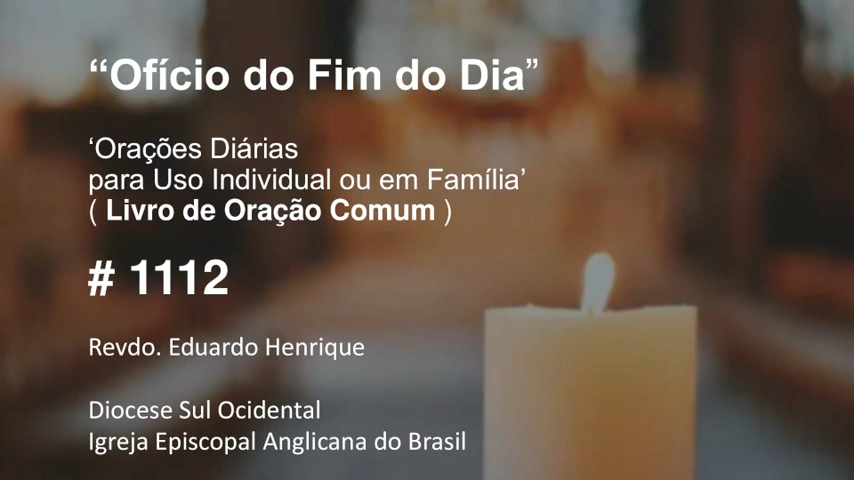 “Ofício do Fim do Dia”
‘Orações Diárias
para Uso Individual ou em Família’
( Livro de Oração Comum )
# 1112
Revdo. Eduardo Henrique
Diocese Sul Ocidental
Igreja Episcopal Anglicana do Brasil